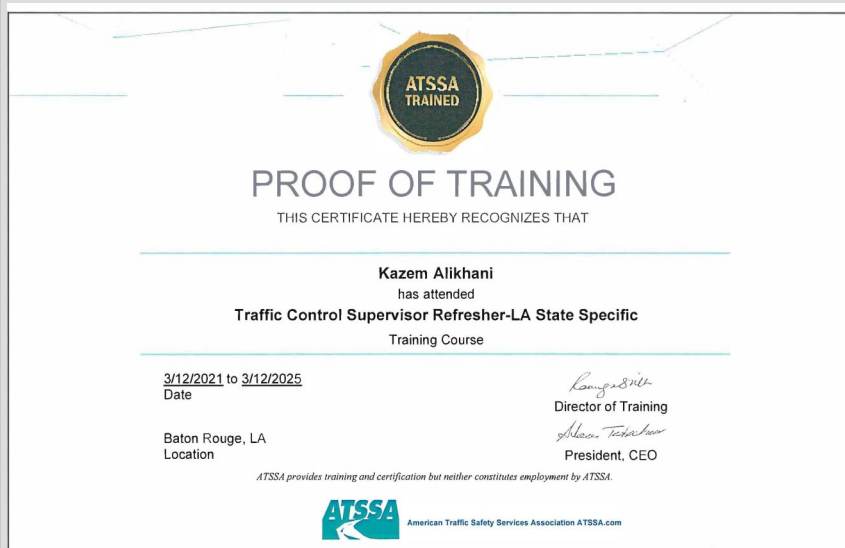 ATSSA
TRAINED
PROOF OF TRAINING
THIS CERTIFICATE HEREBY RECOGNIZES THAT
Kazem Alikhani
has attended
Traffic Control Supervisor Refresher-LA State Specific
Training Course
3/12/2021 to 3/12/2025
Date
Director of Training
Baton Rouge, LA
Location
President, CEO
ATSSA provides training and certification but neither constitutes employment by ATSSA.
ATSSA
American Traffic Safety Services Association ATSSA.com